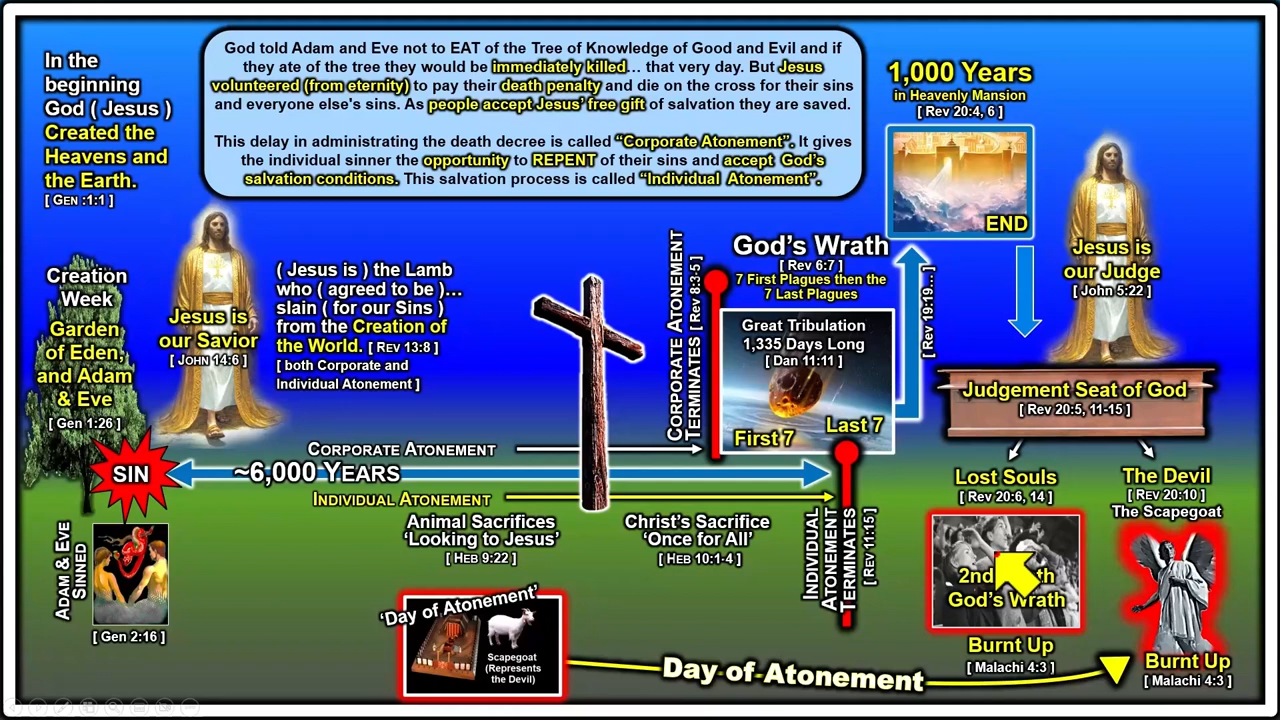 In the
beginning
God ( Jesus )
Created the
Heavens and
the Earth.
[ GEN :1:1 ]
God told Adam and Eve not to EAT of the Tree of Knowledge of Good and Evil and if
they ate of the tree they would be immediately killed… that very day. But Jesus
volunteered (from eternity) to pay their death penalty and die on the cross for their sins
and everyone else's sins. As people accept Jesus' free gift of salvation they are saved.
This delay in administrating the death decree is called “Corporate Atonement”. It gives
the individual sinner the opportunity to REPENT of their sins and accept God's
salvation conditions. This salvation process is called “Individual Atonement”.
1,000 Years
in Heavenly Mansion
[ Rev 20:4, 6 ]
END
Creation
Week
Garden
of Eden,
and Adam
& Eve
[ Gen 1:26 ]
Jesus is
our Savior
[ JOHN 14:6 ]
( Jesus is ) the Lamb
who ( agreed to be )…
slain ( for our Sins )
from the Creation of
the World. [ REV 13:8 ]
[ both Corporate and
Individual Atonement ]
CORPORATE ATONEMENT
TERMINATES [ Rev 8:3-5 ]
God's Wrath
[ Rev 6:7 ]
7 First Plagues then the
7 Last Plagues
Great Tribulation
1,335 Days Long
[ Dan 11:11 ]
First 7
Last 7
[ Rev 19:19… ]
Jesus is
our Judge
[ John 5:22 ]
Judgement Seat of God
[ Rev 20:5, 11-15 ]
SIN
CORPORATE ATONEMENT
~6,000 YEARS
INDIVIDUAL ATONEMENT
Animal Sacrifices
‘Looking to Jesus’
[ HEB 9:22 ]
Christ's Sacrifice
‘Once for All’
[ HEB 10:1-4 ]
INDIVIDUAL
ATONEMENT
TERMINATES
[ Rev 11:15 ]
Lost Souls
[ Rev 20:6, 14 ]
2nd
God's Wrath
Burnt Up
[ Malachi 4:3 ]
The Devil
[ REV 20:10 ]
The Scapegoat
Burnt Up
[ Malachi 4:3 ]
ADAM & EVE
SINNED
[ Gen 2:16 ]
‘Day of Atonement’
Scapegoat
(Represents
the Devil)
Day of Atonement